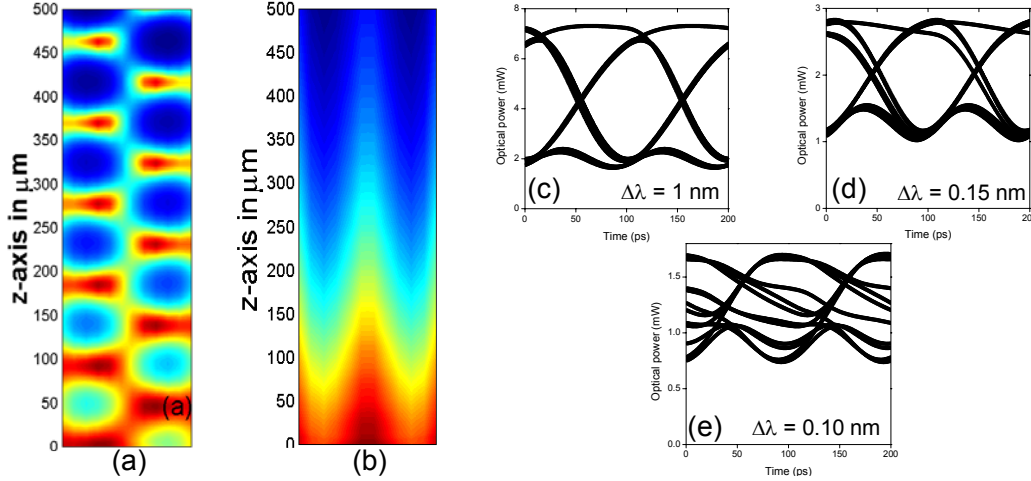 500
450
400
350
300
250
200
150
100
50
0
z-axis in μm
(a)
(a)
500
450
400
350
300
250
200
150
100
50
0
z-axis in μm
(b)
8
6
4
2
0
Optical power (mW)
(c)
Δλ = 1 nm
0 50 100 150 200
Time (ps)
3
2
1
0
Optical power (mW)
(d)
Δλ = 0.15 nm
0 50 100 150 20
Time (ps)
1.5
1.0
0.5
0.0
Optical power (mW)
(e)
Δλ = 0.10 nm
0 50 100 150 200
Time (ps)